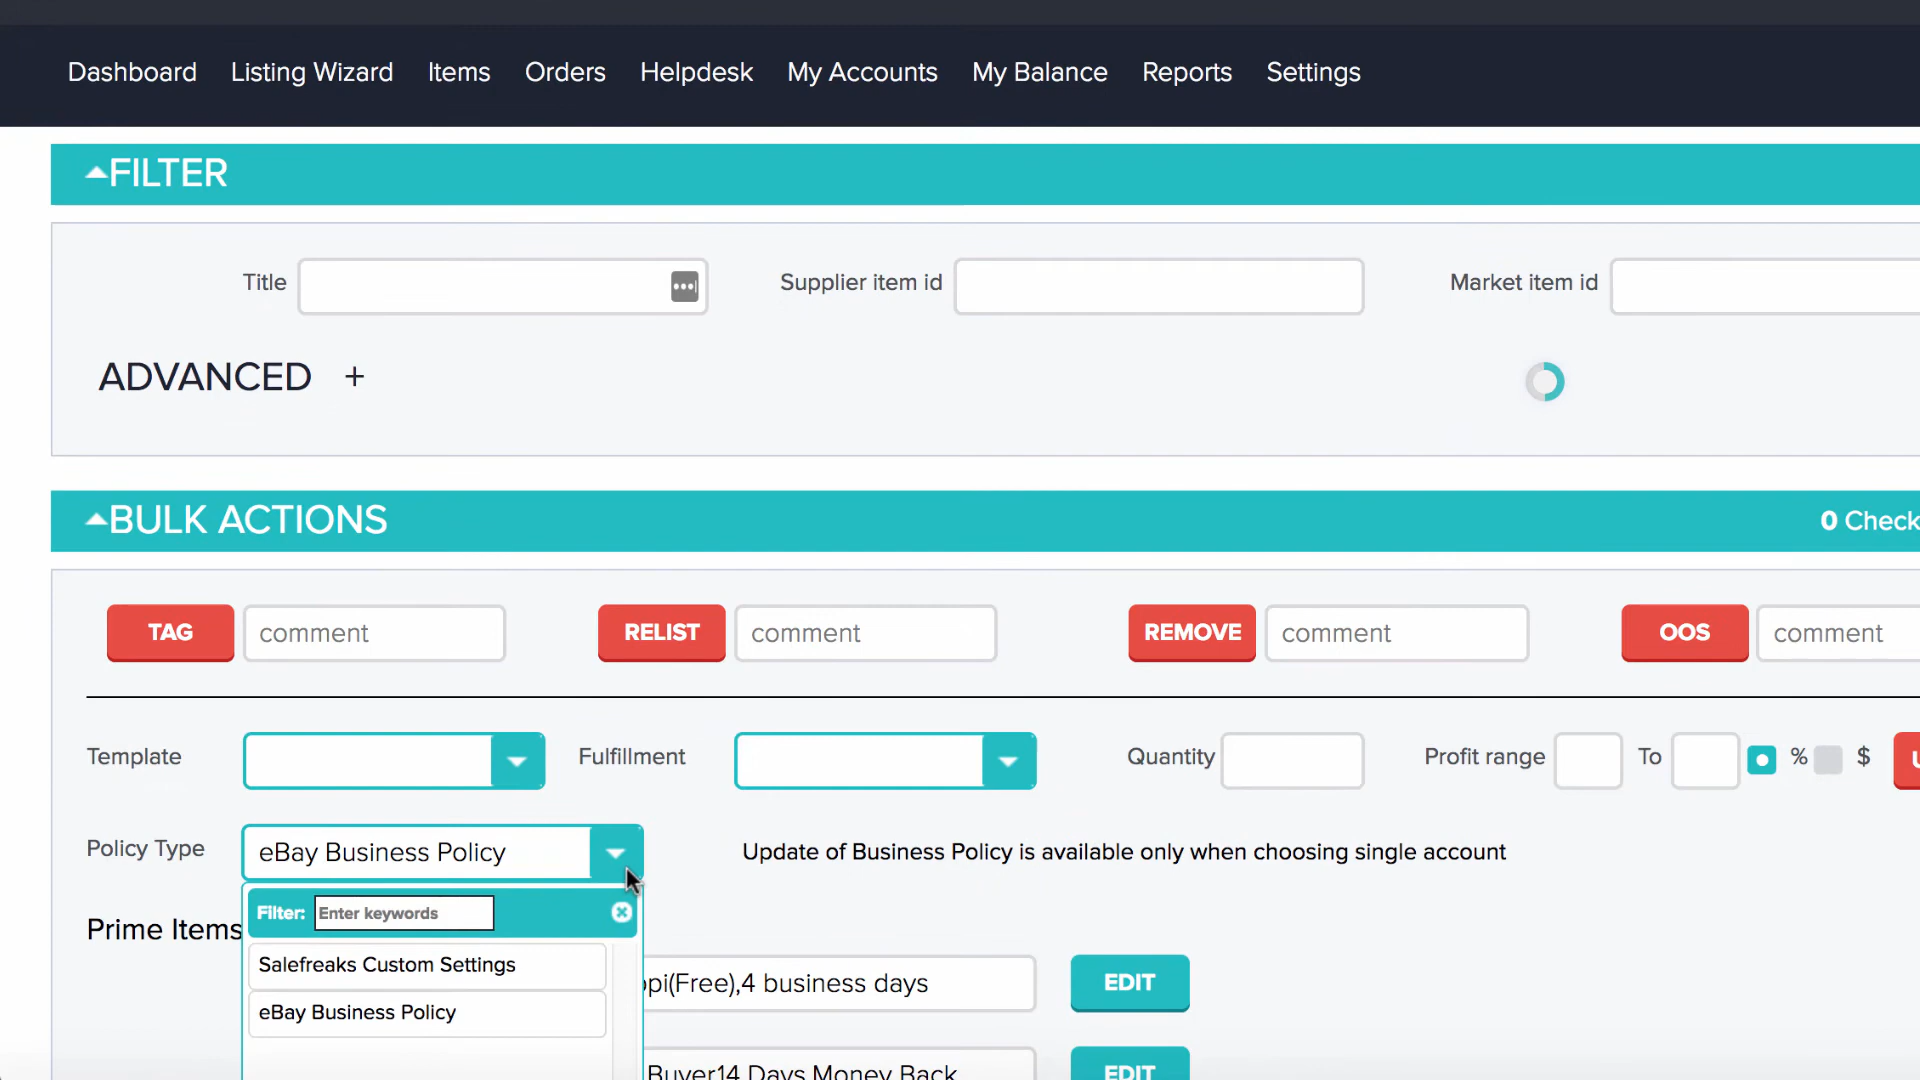 Dashboard Listing Wizard Items Orders Helpdesk My Accounts My Balance Reports Settings
FILTER
Title Supplier item id Market item id
ADVANCED +
BULK ACTIONS 0 Check
TAG comment RELIST comment REMOVE comment OOS comment
Template Fulfillment Quantity Profit range To % $
Policy Type eBay Business Policy Update of Business Policy is available only when choosing single account
Filter: Enter keywords
Prime Items
Salefreaks Custom Settings
(Free),4 business days EDIT
eBay Business Policy
Buyer14 Days Money Back EDIT